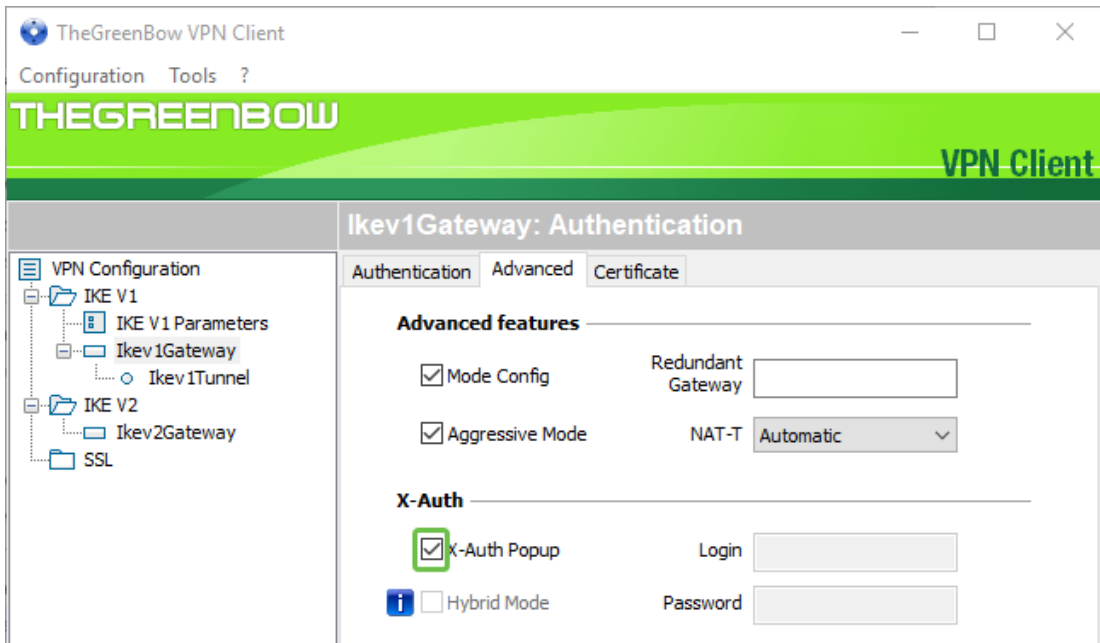 TheGreenBow VPN Client
Configuration Tools ?
THEGREENBOW
VPN Client
Ikev1Gateway: Authentication
VPN Configuration
IKE V1
IKE V1 Parameters
Ikev1Gateway
Ikev1Tunnel
IKE V2
Ikev2Gateway
SSL
Authentication Advanced Certificate
Advanced features
Mode Config
Redundant
Gateway
Aggressive Mode
NAT-T Automatic
X-Auth
X-Auth Popup
Login
Hybrid Mode
Password